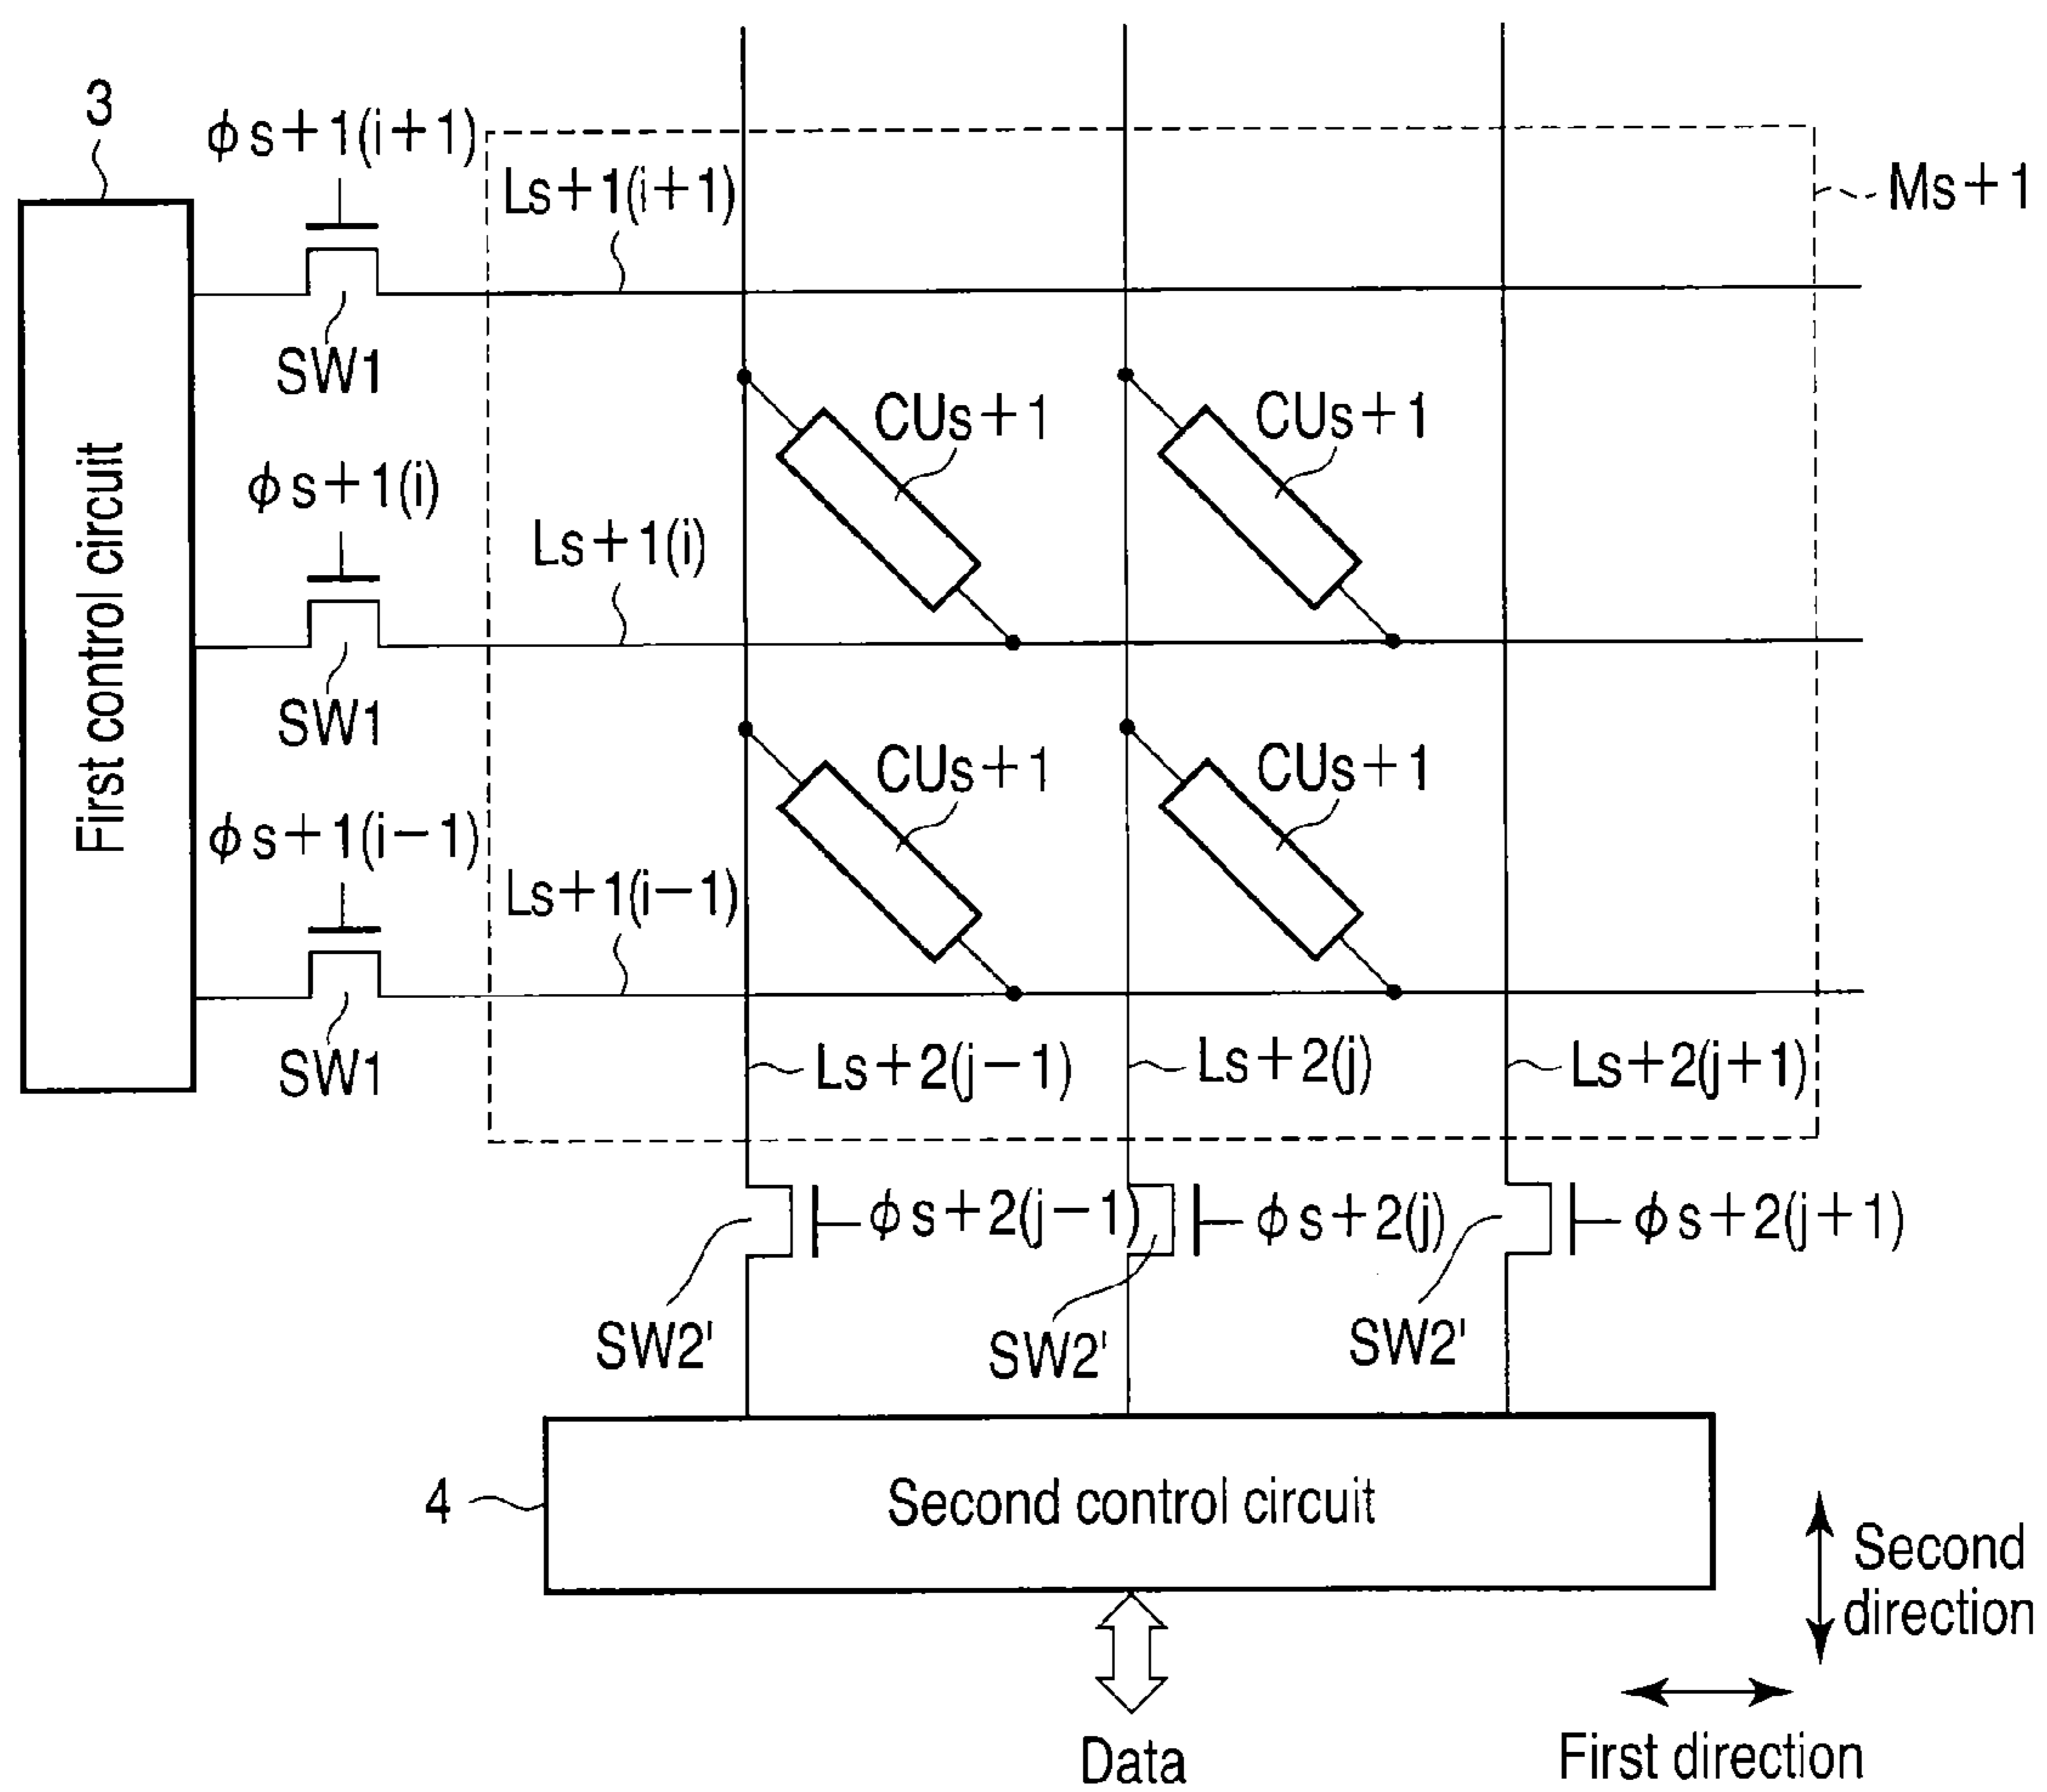 3
ϕs+1(i+1)
Ls+1(i+1)
Ms+1
SW1
CUs+1
CUs+1
First control circuit
ϕs+1(i)
Ls+1(i)
SW1
CUs+1
CUs+1
ϕs+1(i−1)
Ls+1(i−1)
SW1
Ls+2(j−1)
Ls+2(j)
Ls+2(j+1)
ϕs+2(j−1)
ϕs+2(j)
ϕs+2(j+1)
SW2'
SW2'
SW2'
4
Second control circuit
Second
direction
First direction
Data